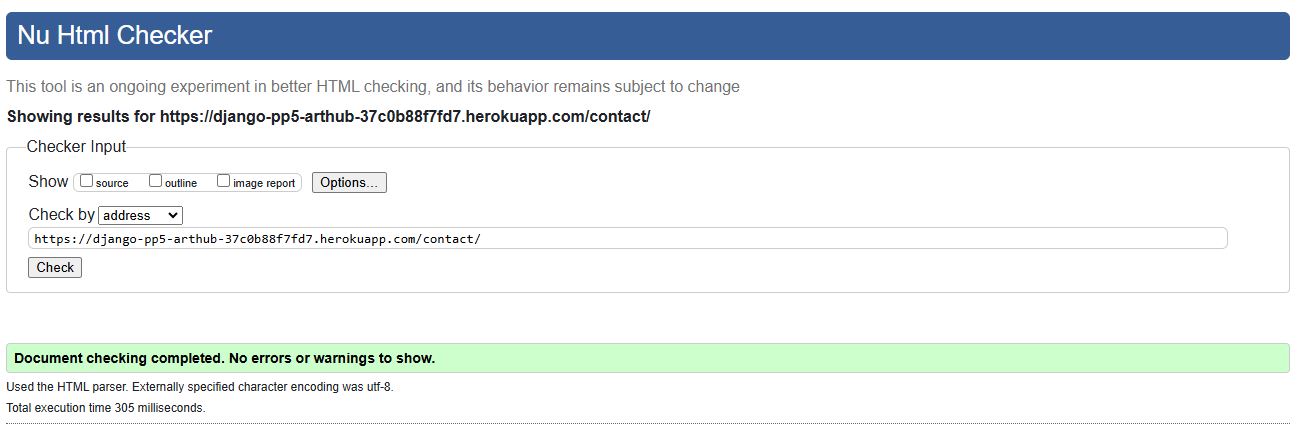 Nu Html Checker
This tool is an ongoing experiment in better HTML checking, and its behavior remains subject to change
Showing results for https://django-pp5-arthub-37c0b88f7fd7.herokuapp.com/contact/
Checker Input
Show source outline image report Options...
Check by address
https://django-pp5-arthub-37c0b88f7fd7.herokuapp.com/contact/
Check
Document checking completed. No errors or warnings to show.
Used the HTML parser. Externally specified character encoding was utf-8.
Total execution time 305 milliseconds.